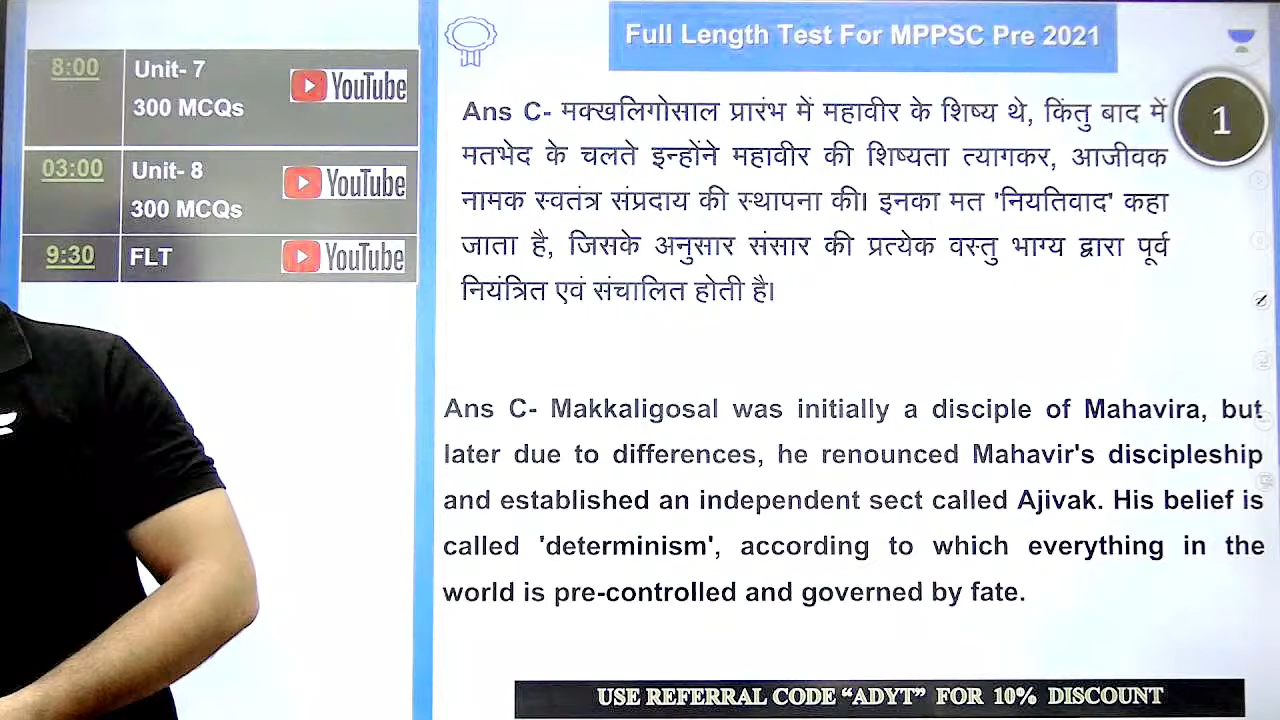 Full Length Test For MPPSC Pre 2021
8:00 Unit- 7 YouTube
300 MCQs
03:00 Unit- 8 YouTube
300 MCQs
9:30 FLT YouTube
1
Ans C- मक्खलिगोसाल प्रारंभ में महावीर के शिष्य थे, किंतु बाद में
मतभेद के चलते इन्होंने महावीर की शिष्यता त्यागकर, आजीवक
नामक स्वतंत्र संप्रदाय की स्थापना की। इनका मत 'नियतिवाद' कहा
जाता है, जिसके अनुसार संसार की प्रत्येक वस्तु भाग्य द्वारा पूर्व
नियंत्रित एवं संचालित होती है।
Ans C- Makkaligosal was initially a disciple of Mahavira, but
later due to differences, he renounced Mahavir's discipleship
and established an independent sect called Ajivak. His belief is
called 'determinism', according to which everything in the
world is pre-controlled and governed by fate.
USE REFERRAL CODE “ADYT” FOR 10% DISCOUNT